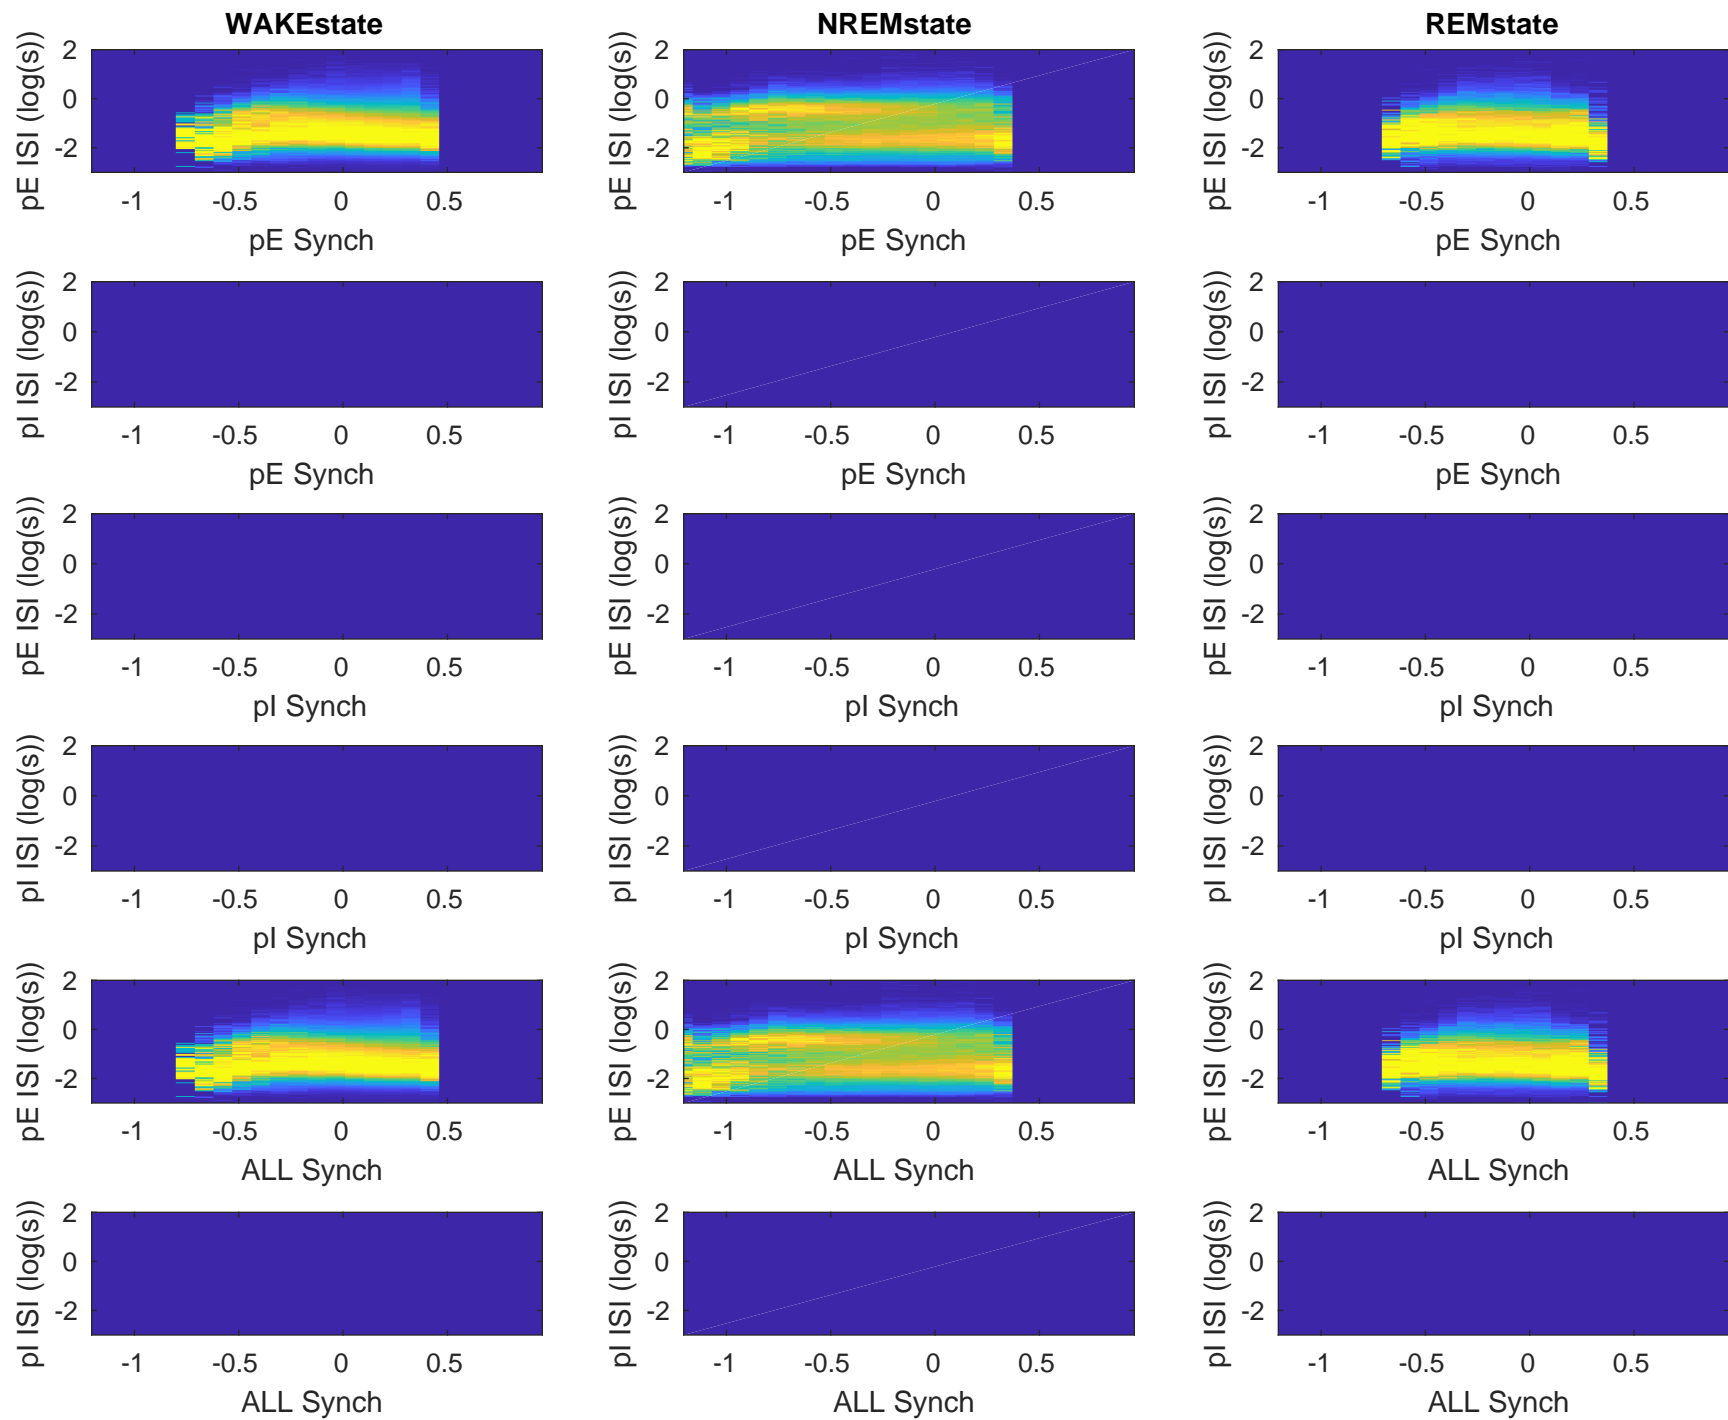 WAKEstate NREMstate REMstate
pE ISI (log(s)) 2 0 -2 pE ISI (log(s)) 2 0 -2 pE ISI (log(s)) 2 0 -2
-1 -0.5 0 0.5 -1 -0.5 0 0.5 -1 -0.5 0 0.5
pE Synch pE Synch pE Synch
pI ISI (log(s)) 2 0 -2 pI ISI (log(s)) 2 0 -2 pI ISI (log(s)) 2 0 -2
-1 -0.5 0 0.5 -1 -0.5 0 0.5 -1 -0.5 0 0.5
pE Synch pE Synch pE Synch
pE ISI (log(s)) 2 0 -2 pE ISI (log(s)) 2 0 -2 pE ISI (log(s)) 2 0 -2
-1 -0.5 0 0.5 -1 -0.5 0 0.5 -1 -0.5 0 0.5
pI Synch pI Synch pI Synch
pI ISI (log(s)) 2 0 -2 pI ISI (log(s)) 2 0 -2 pI ISI (log(s)) 2 0 -2
-1 -0.5 0 0.5 -1 -0.5 0 0.5 -1 -0.5 0 0.5
pI Synch pI Synch pI Synch
pE ISI (log(s)) 2 0 -2 pE ISI (log(s)) 2 0 -2 pE ISI (log(s)) 2 0 -2
-1 -0.5 0 0.5 -1 -0.5 0 0.5 -1 -0.5 0 0.5
ALL Synch ALL Synch ALL Synch
pI ISI (log(s)) 2 0 -2 pI ISI (log(s)) 2 0 -2 pI ISI (log(s)) 2 0 -2
-1 -0.5 0 0.5 -1 -0.5 0 0.5 -1 -0.5 0 0.5
ALL Synch ALL Synch ALL Synch